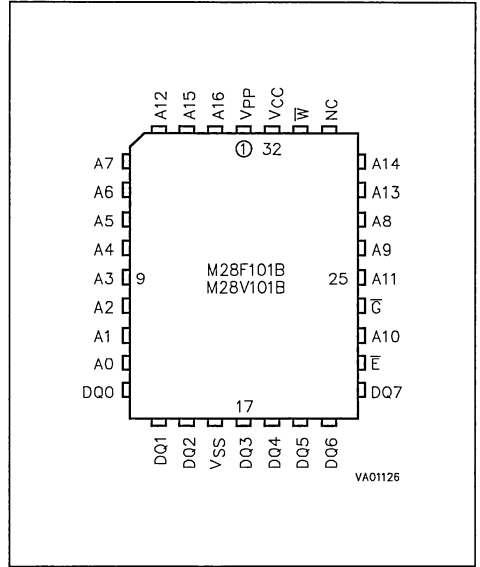 A12 A15 A16 VPP VCC W̅ NC
① 32
A7
A6
A5
A4
A3 9
A2
A1
A0
DQ0
M28F101B
M28V101B
A14
A13
A8
A9
25 A11
G̅
A10
E̅
DQ7
17
DQ1 DQ2 VSS DQ3 DQ4 DQ5 DQ6
VA01126